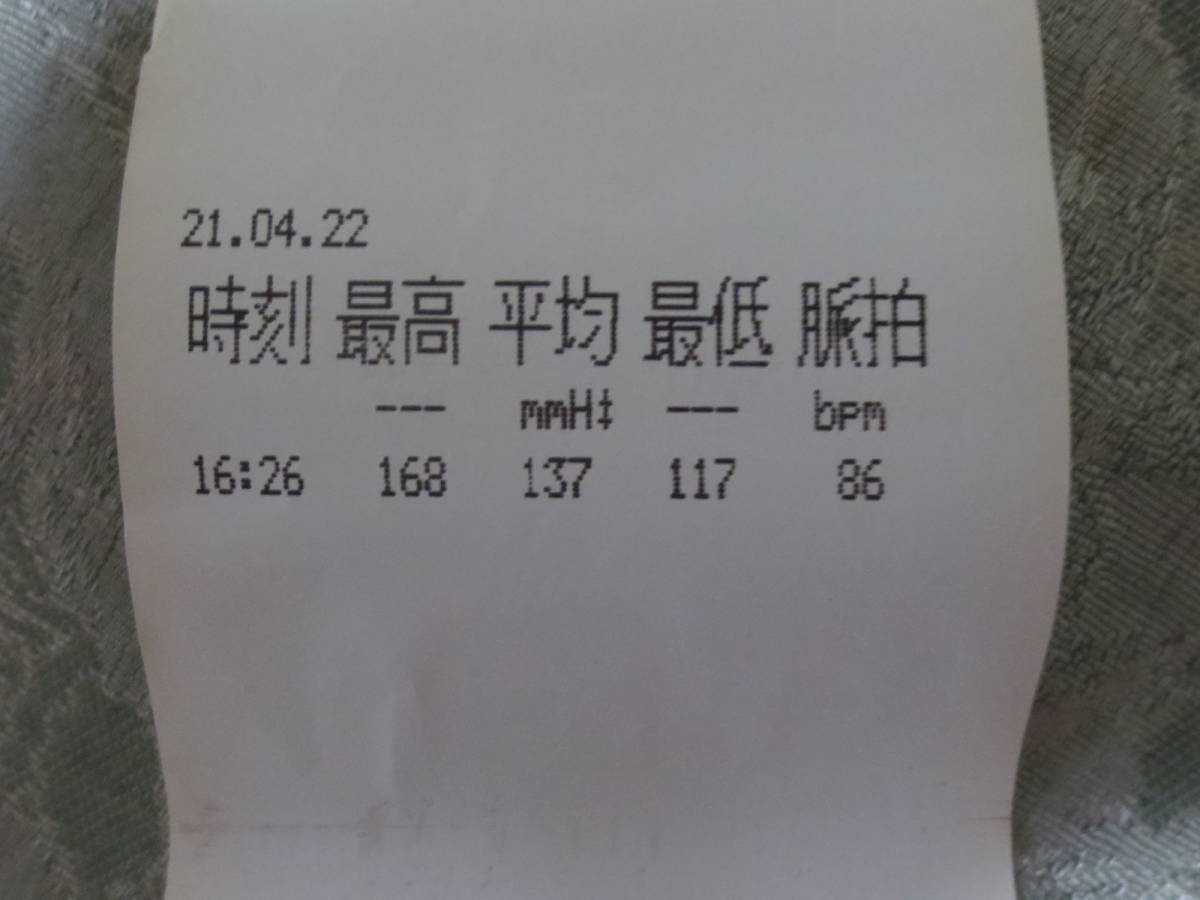 21.04.22
時刻 最高 平均 最低 脈拍
--- mmH‡ --- bpm
16:26 168 137 117 86